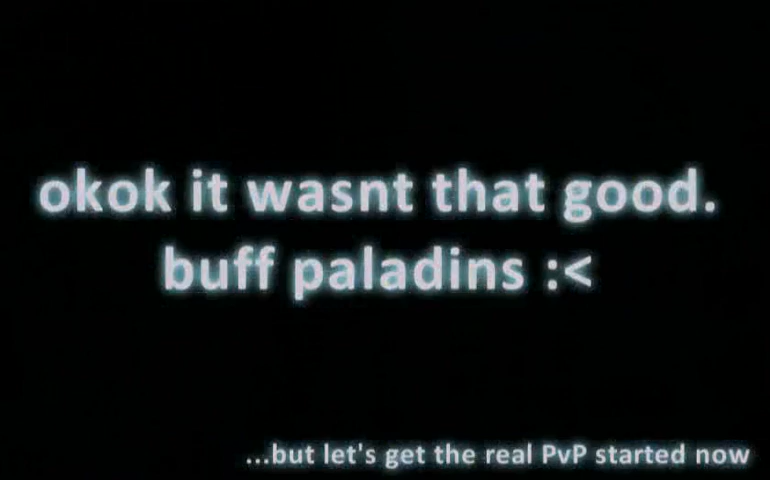 okok it wasnt that good.
buff paladins :<
...but let's get the real PvP started now